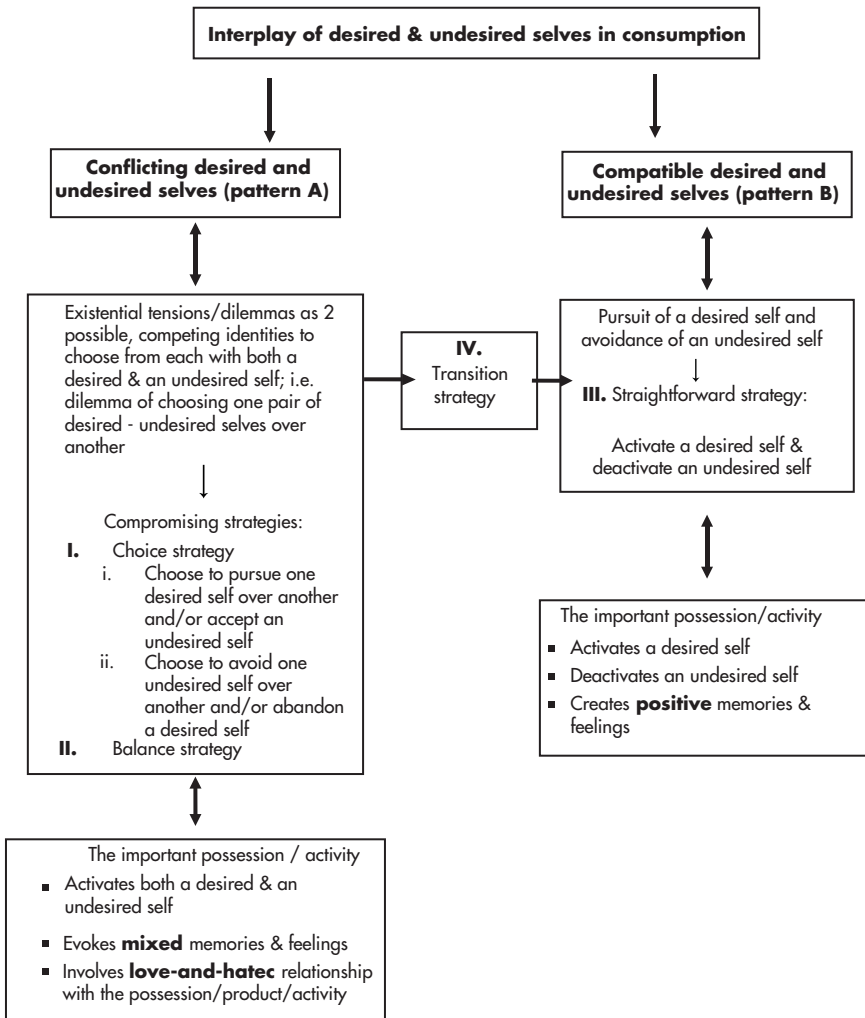 Interplay of desired & undesired selves in consumption
Conflicting desired and
undesired selves (pattern A)
Compatible desired and
undesired selves (pattern B)
Existential tensions/dilemmas as 2
possible, competing identities to
choose from each with both a
desired & an undesired self; i.e.
dilemma of choosing one pair of
desired - undesired selves over
another
Compromising strategies:
I. Choice strategy
i. Choose to pursue one
desired self over another
and/or accept an
undesired self
ii. Choose to avoid one
undesired self over
another and/or abandon
a desired self
II. Balance strategy
IV.
Transition
strategy
Pursuit of a desired self and
avoidance of an undesired self
III. Straightforward strategy:
Activate a desired self &
deactivate an undesired self
The important possession/activity
▪ Activates a desired self
▪ Deactivates an undesired self
▪ Creates positive memories &
feelings
The important possession / activity
▪ Activates both a desired & an
undesired self
▪ Evokes mixed memories & feelings
▪ Involves love-and-hatec relationship
with the possession/product/activity